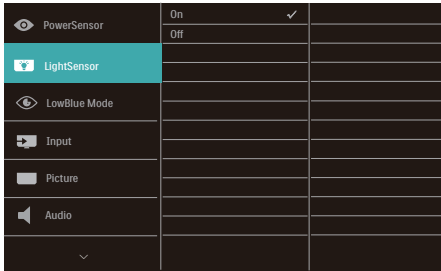 PowerSensor
LightSensor
LowBlue Mode
Input
Picture
Audio
On
Off